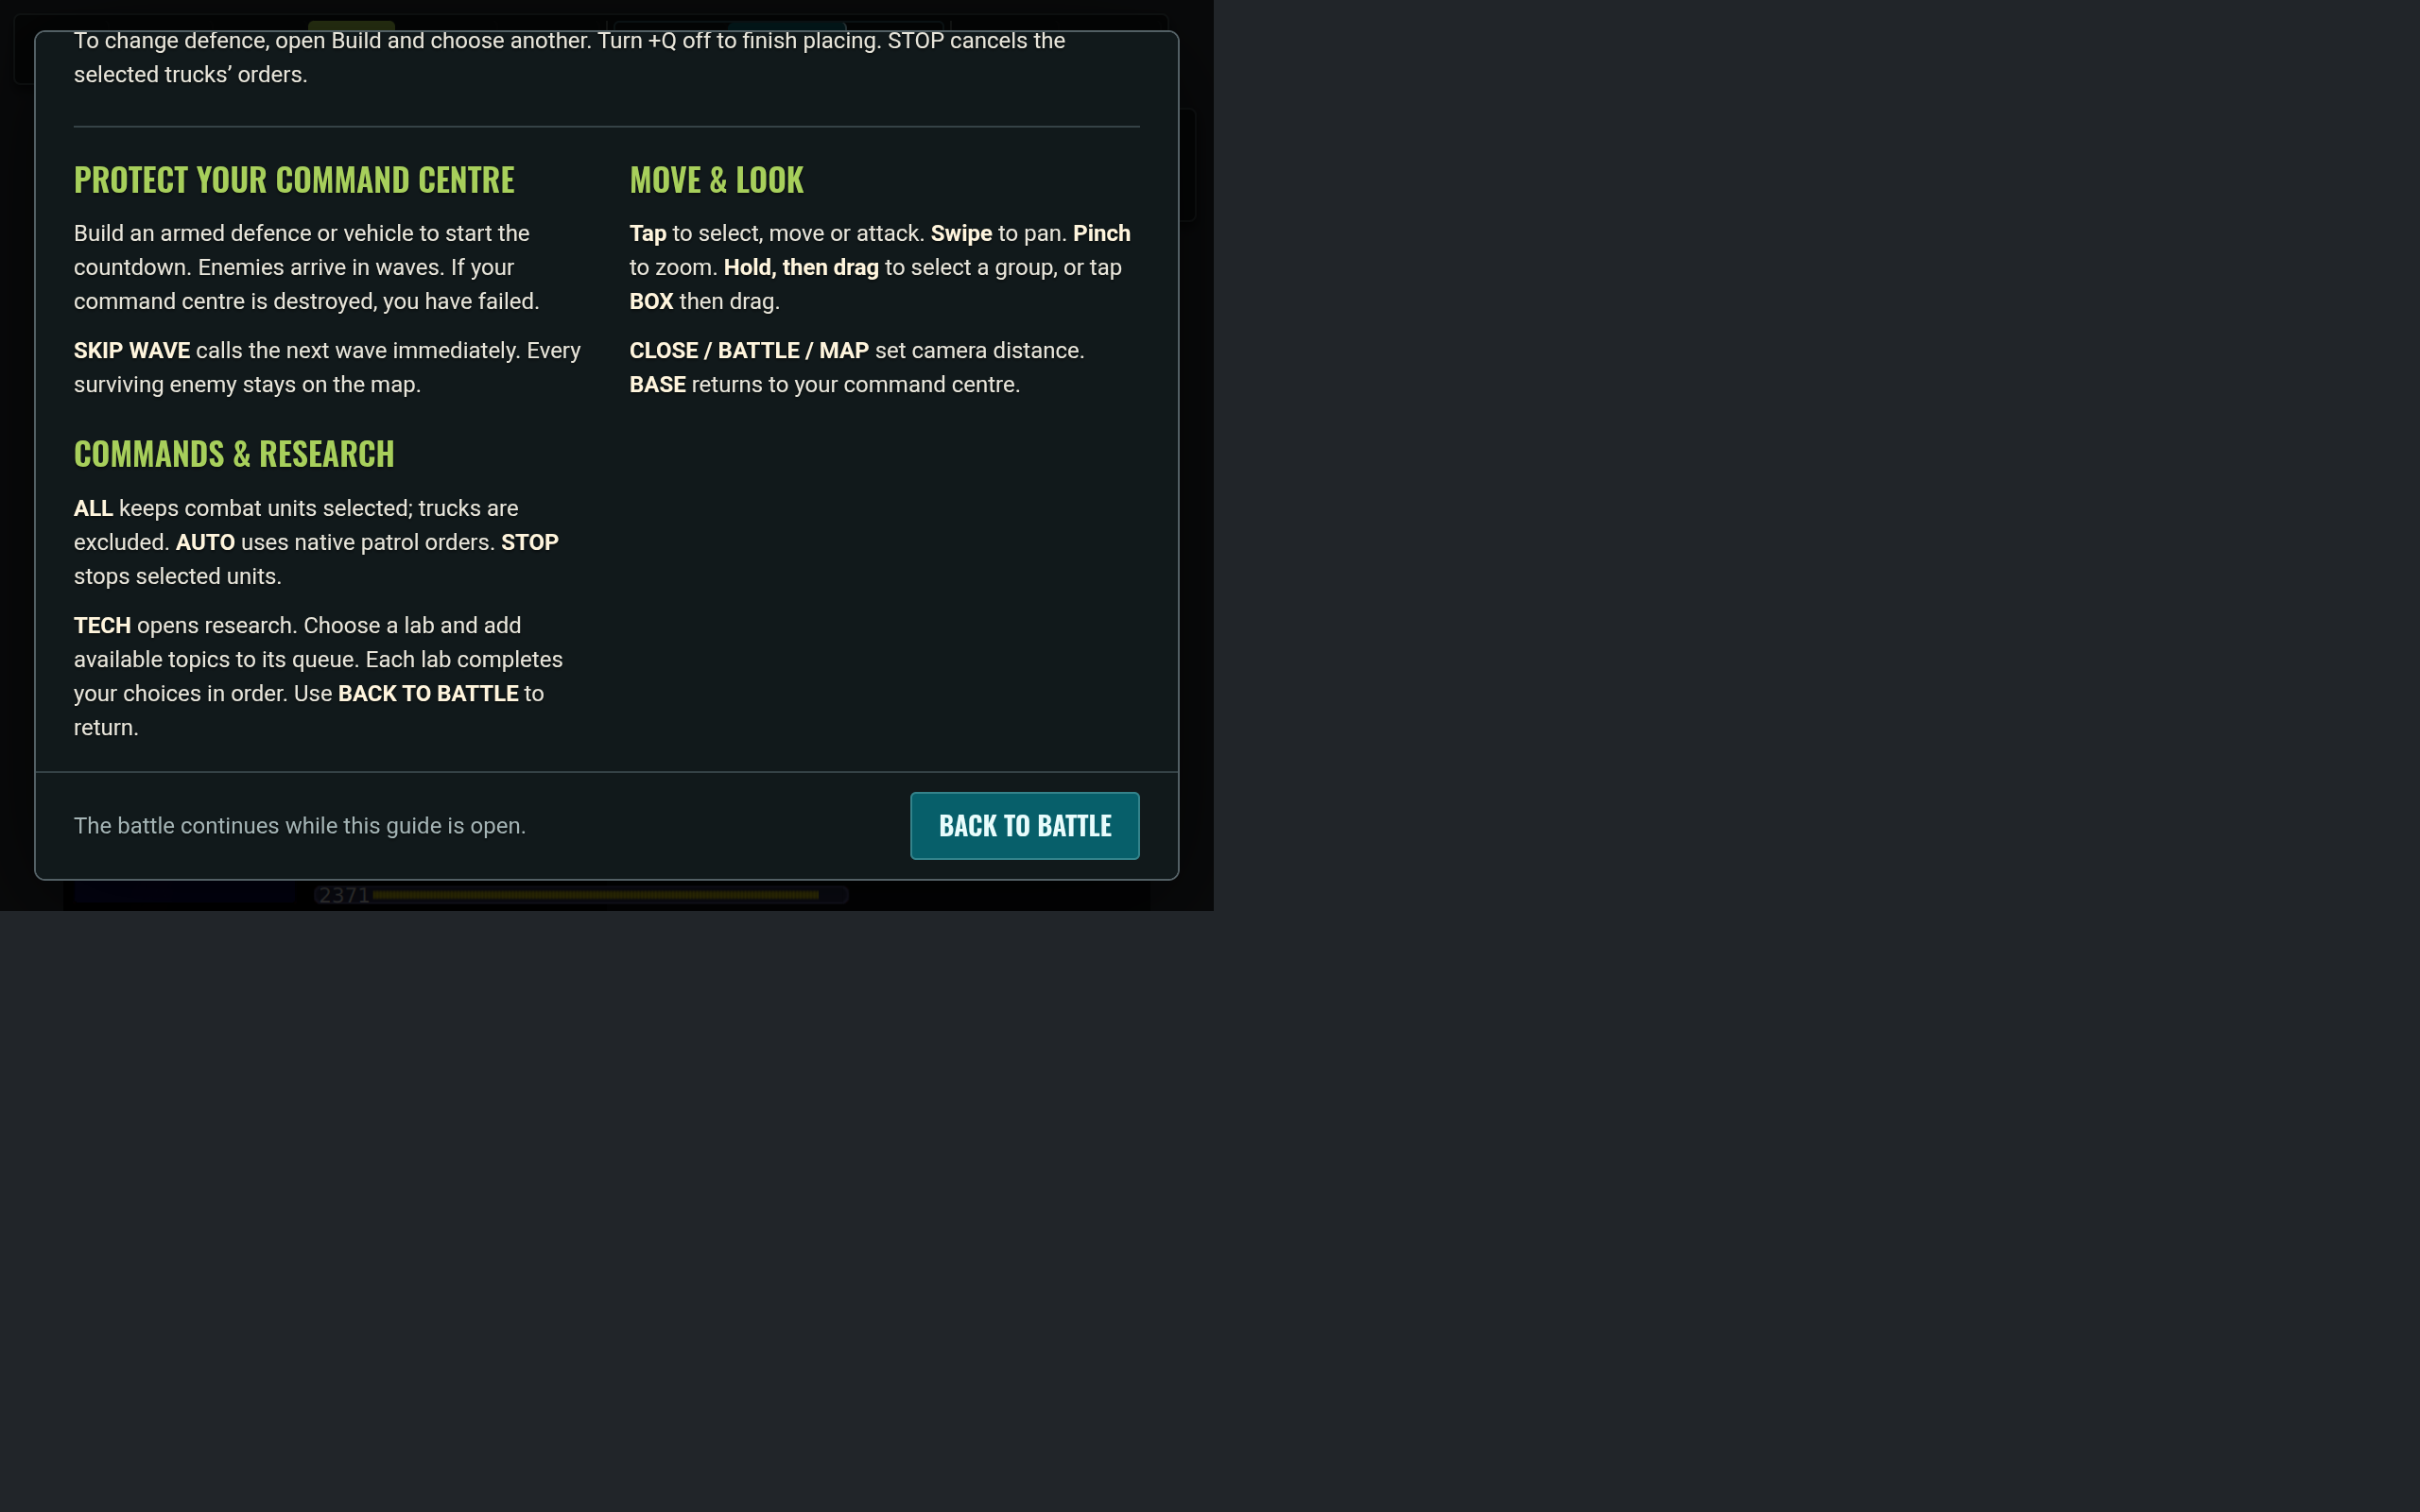 To change defence, open Build and choose another. Turn +Q off to finish placing. STOP cancels the
selected trucks’ orders.
PROTECT YOUR COMMAND CENTRE
Build an armed defence or vehicle to start the
countdown. Enemies arrive in waves. If your
command centre is destroyed, you have failed.
SKIP WAVE calls the next wave immediately. Every
surviving enemy stays on the map.
MOVE & LOOK
Tap to select, move or attack. Swipe to pan. Pinch
to zoom. Hold, then drag to select a group, or tap
BOX then drag.
CLOSE / BATTLE / MAP set camera distance.
BASE returns to your command centre.
COMMANDS & RESEARCH
ALL keeps combat units selected; trucks are
excluded. AUTO uses native patrol orders. STOP
stops selected units.
TECH opens research. Choose a lab and add
available topics to its queue. Each lab completes
your choices in order. Use BACK TO BATTLE to
return.
The battle continues while this guide is open.
BACK TO BATTLE
2371